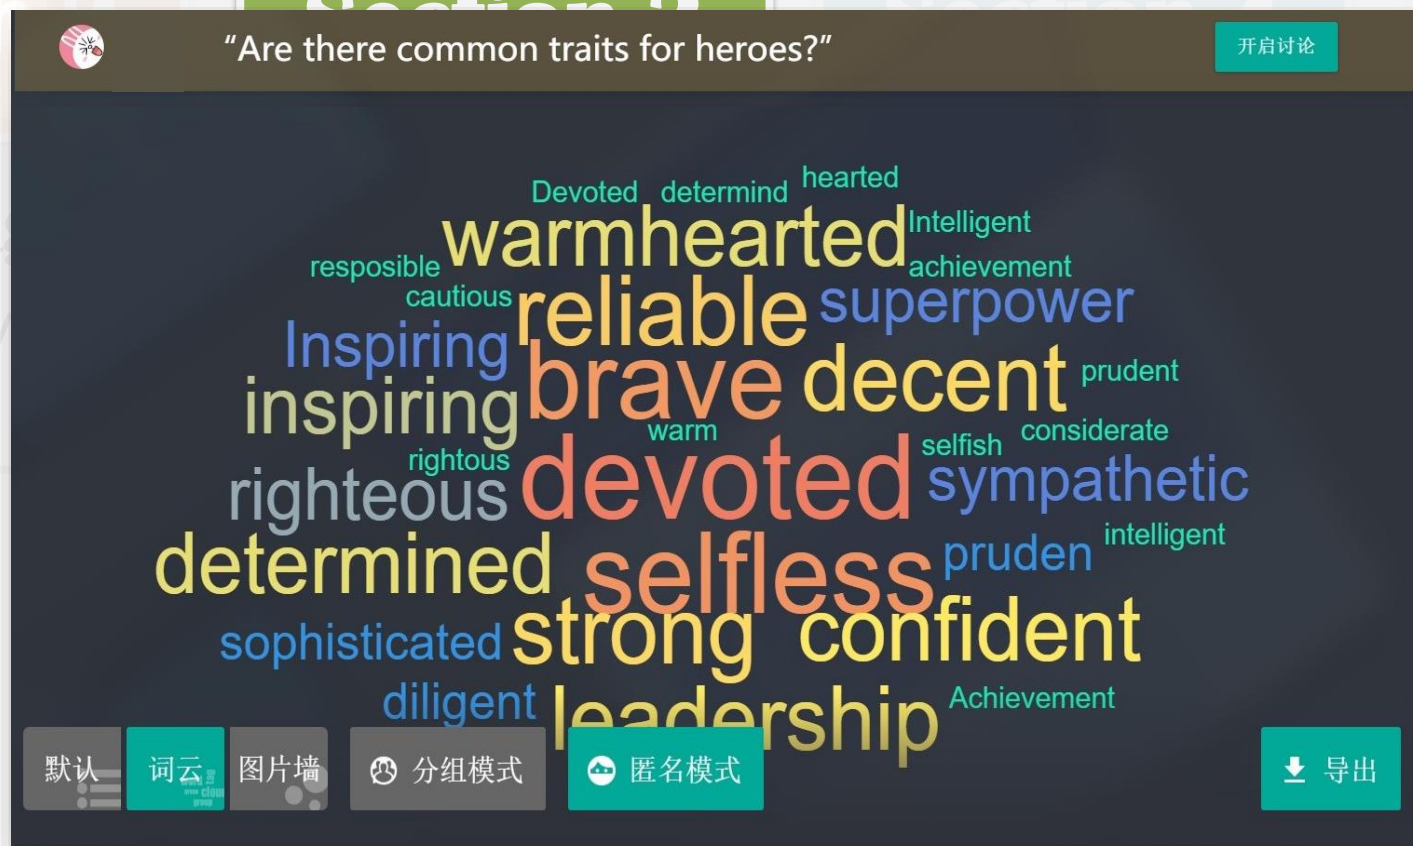 Section 3
“Are there common traits for heroes?”
开启讨论
Devoted determind hearted
warmhearted Intelligent
resposible achievement
cautious reliable superpower
Inspiring
brave decent prudent
inspiring
warm considerate
rightous selfish
righteous devoted sympathetic
intelligent
determined selfless pruden
sophisticated strong confident
diligent leadership Achievement
默认 词云 图片墙 分组模式 匿名模式 导出